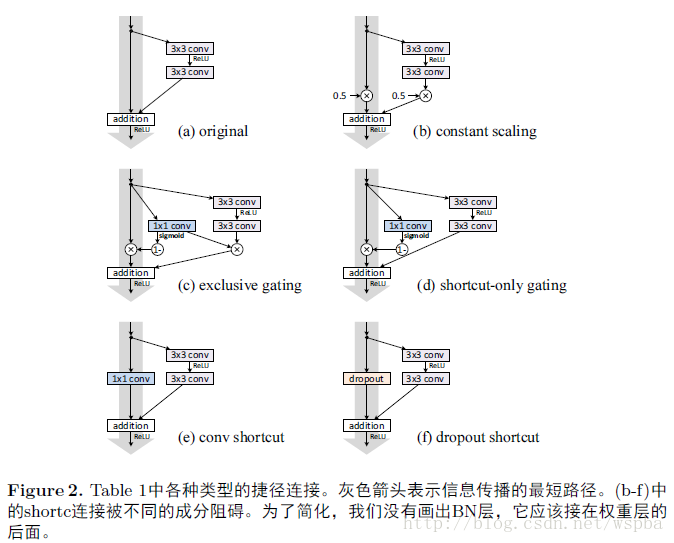 3x3 conv
ReLU
3x3 conv
addition
ReLU
(a) original
3x3 conv
ReLU
3x3 conv
0.5
×
0.5
×
addition
ReLU
(b) constant scaling
3x3 conv
ReLU
1x1 conv
3x3 conv
sigmoid
×
1-
×
addition
ReLU
(c) exclusive gating
3x3 conv
ReLU
1x1 conv
3x3 conv
sigmoid
×
1-
addition
ReLU
(d) shortcut-only gating
3x3 conv
ReLU
1x1 conv
3x3 conv
addition
ReLU
(e) conv shortcut
3x3 conv
ReLU
dropout
3x3 conv
addition
ReLU
(f) dropout shortcut
Figure 2. Table 1中各种类型的捷径连接。灰色箭头表示信息传播的最短路径。(b-f)中
的shortc连接被不同的成分阻碍。为了简化，我们没有画出BN层，它应该接在权重层的
后面。
http://blog.csdn.net/wspba